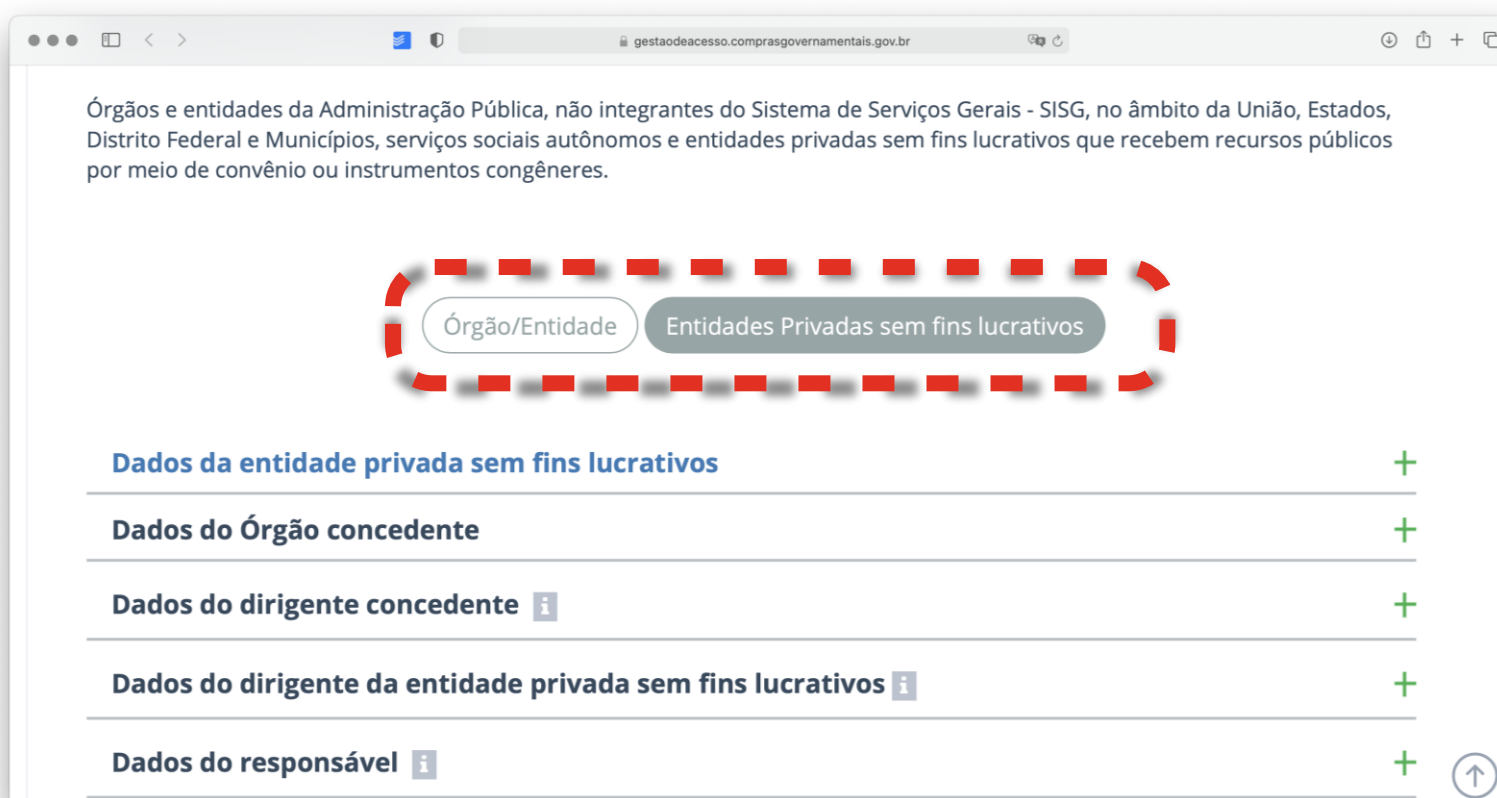 gestaodeacesso.comprasgovernamentais.gov.br
Órgãos e entidades da Administração Pública, não integrantes do Sistema de Serviços Gerais - SISG, no âmbito da União, Estados,
Distrito Federal e Municípios, serviços sociais autônomos e entidades privadas sem fins lucrativos que recebem recursos públicos
por meio de convênio ou instrumentos congêneres.
Órgão/Entidade Entidades Privadas sem fins lucrativos
Dados da entidade privada sem fins lucrativos +
Dados do Órgão concedente +
Dados do dirigente concedente i +
Dados do dirigente da entidade privada sem fins lucrativos i +
Dados do responsável i +